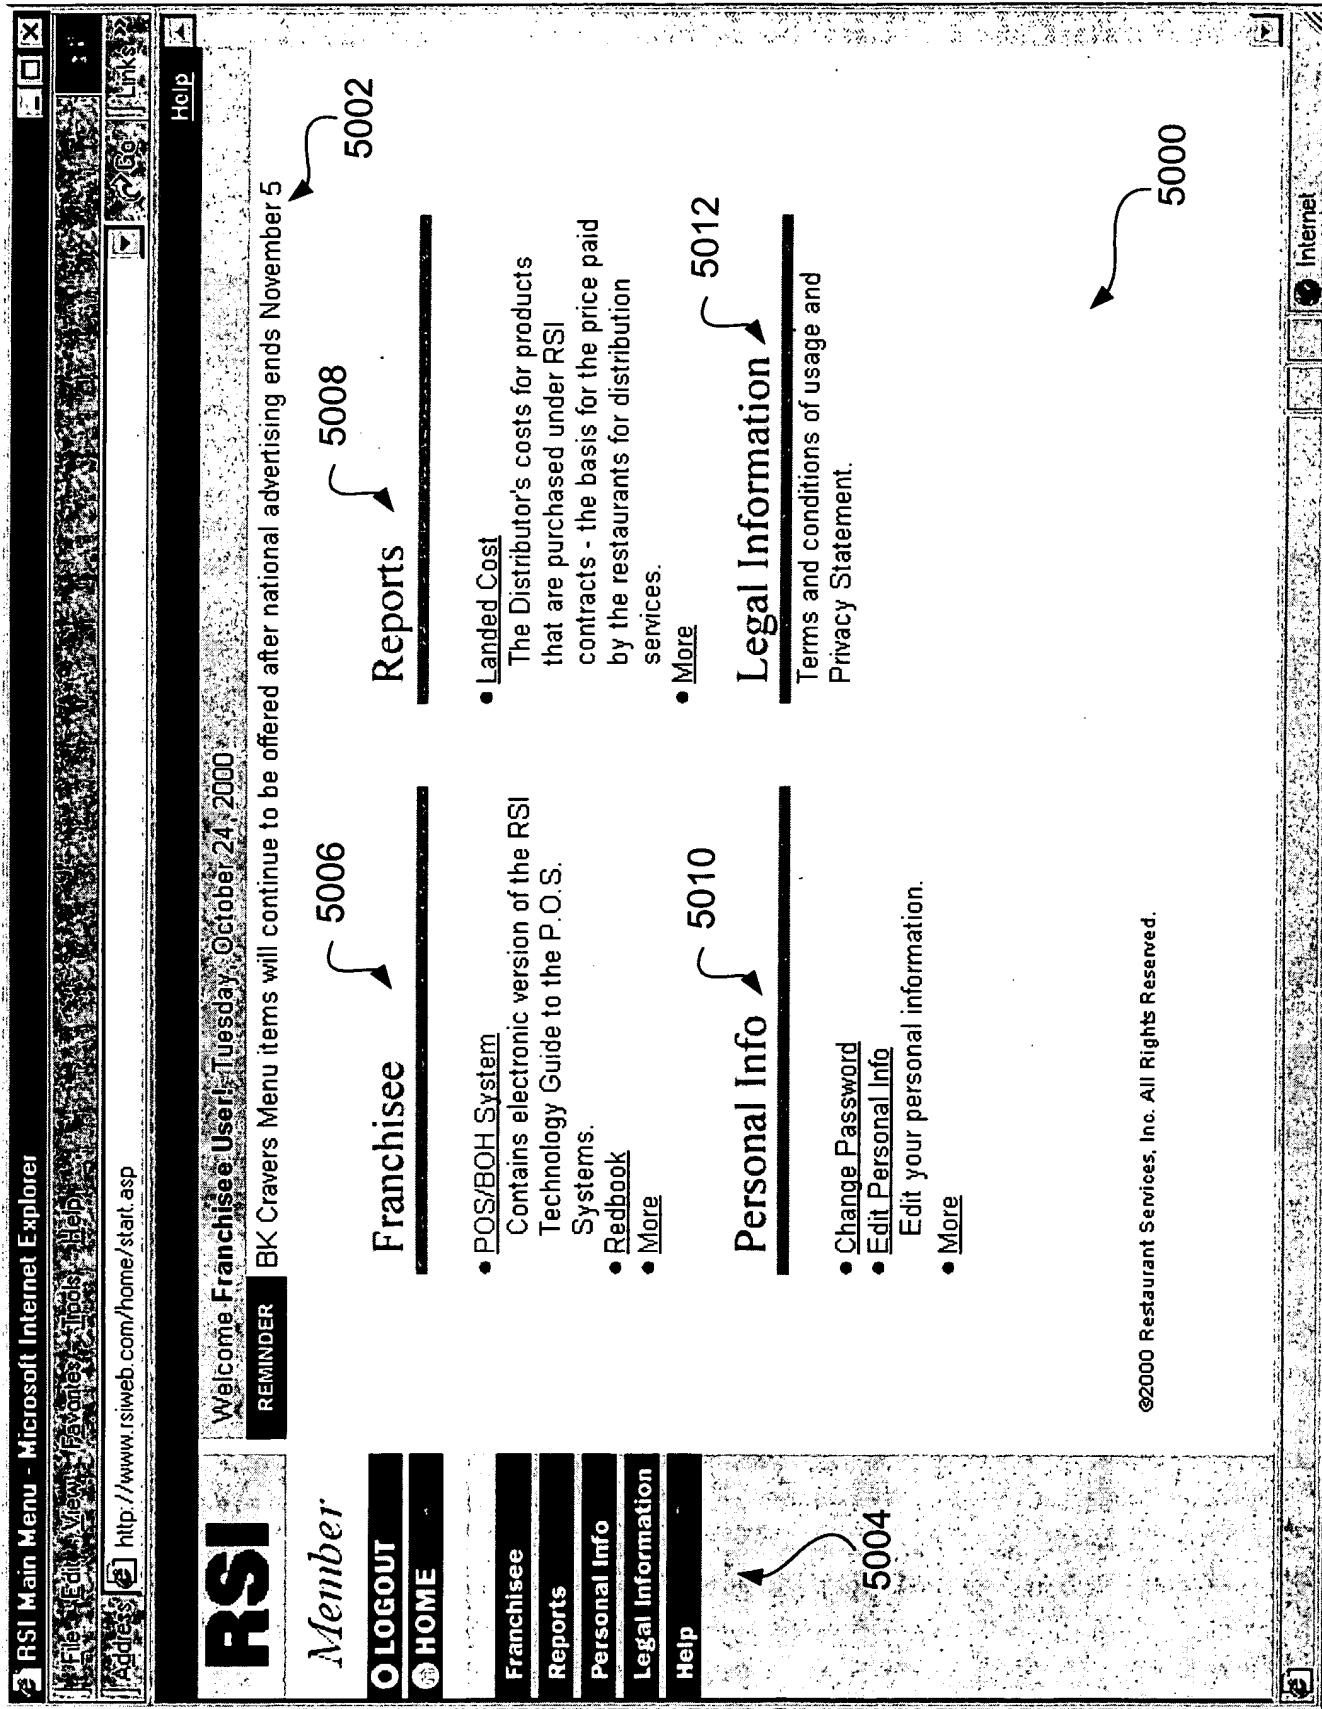 RSI Main Menu - Microsoft Internet Explorer
File Edit View Favorites Tools Help
Address http://www.rsiweb.com/home/start.asp Go Links »
Help
RSI
Welcome Franchisee User! Tuesday, October 24, 2000
REMINDER BK Cravers Menu items will continue to be offered after national advertising ends November 5
5002
Member
LOGOUT
HOME
Franchisee
Reports
Personal Info
Legal Information
Help
5004
5006
Franchisee
• POS/BOH System
Contains electronic version of the RSI
Technology Guide to the P.O.S.
Systems.
• Redbook
• More
5008
Reports
• Landed Cost
The Distributor's costs for products
that are purchased under RSI
contracts - the basis for the price paid
by the restaurants for distribution
services.
• More
5010
Personal Info
• Change Password
• Edit Personal Info
Edit your personal information.
• More
5012
Legal Information
Terms and conditions of usage and
Privacy Statement.
5000
©2000 Restaurant Services, Inc. All Rights Reserved.
Internet